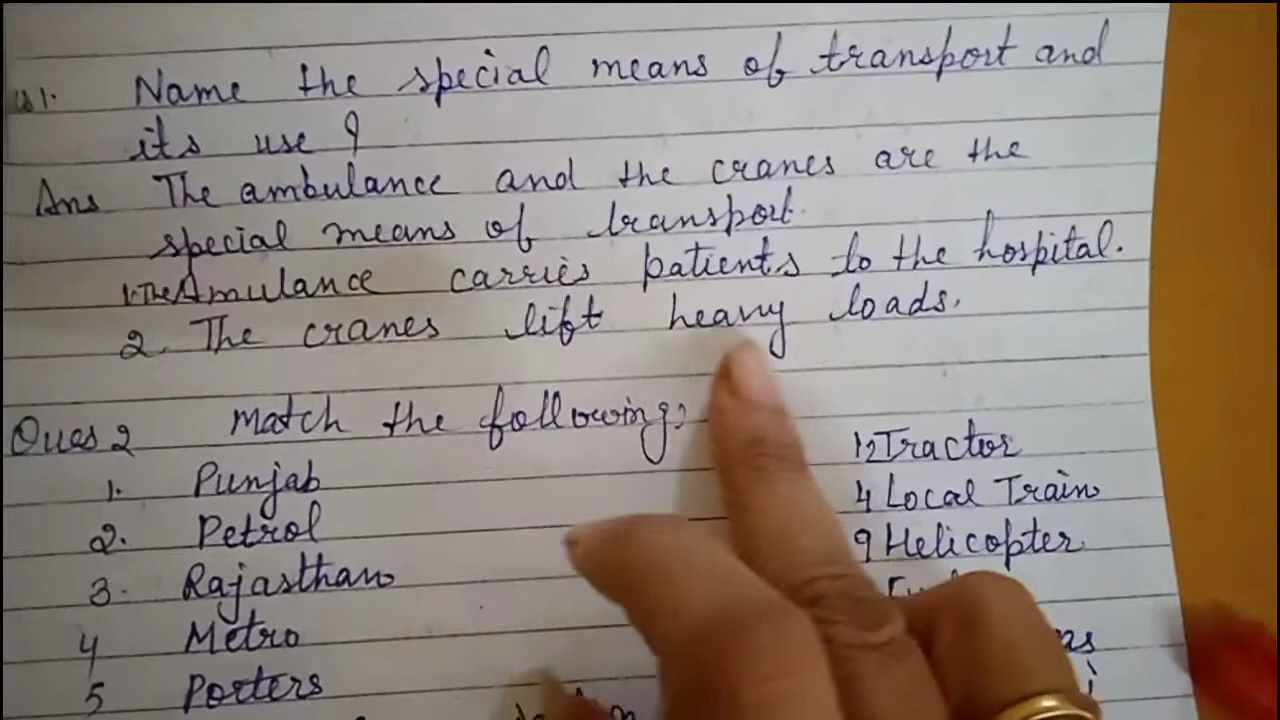 1. Name the special means of transport and
its use ?
Ans The ambulance and the cranes are the
special means of transport.
1. The Amulance carries patients to the hospital.
2. The cranes lift heavy loads.
Ques 2 Match the following:
1. Punjab 12 Tractor
2. Petrol 4 Local Train
3. Rajasthan 9 Helicopter
4 Metro
5 Porters